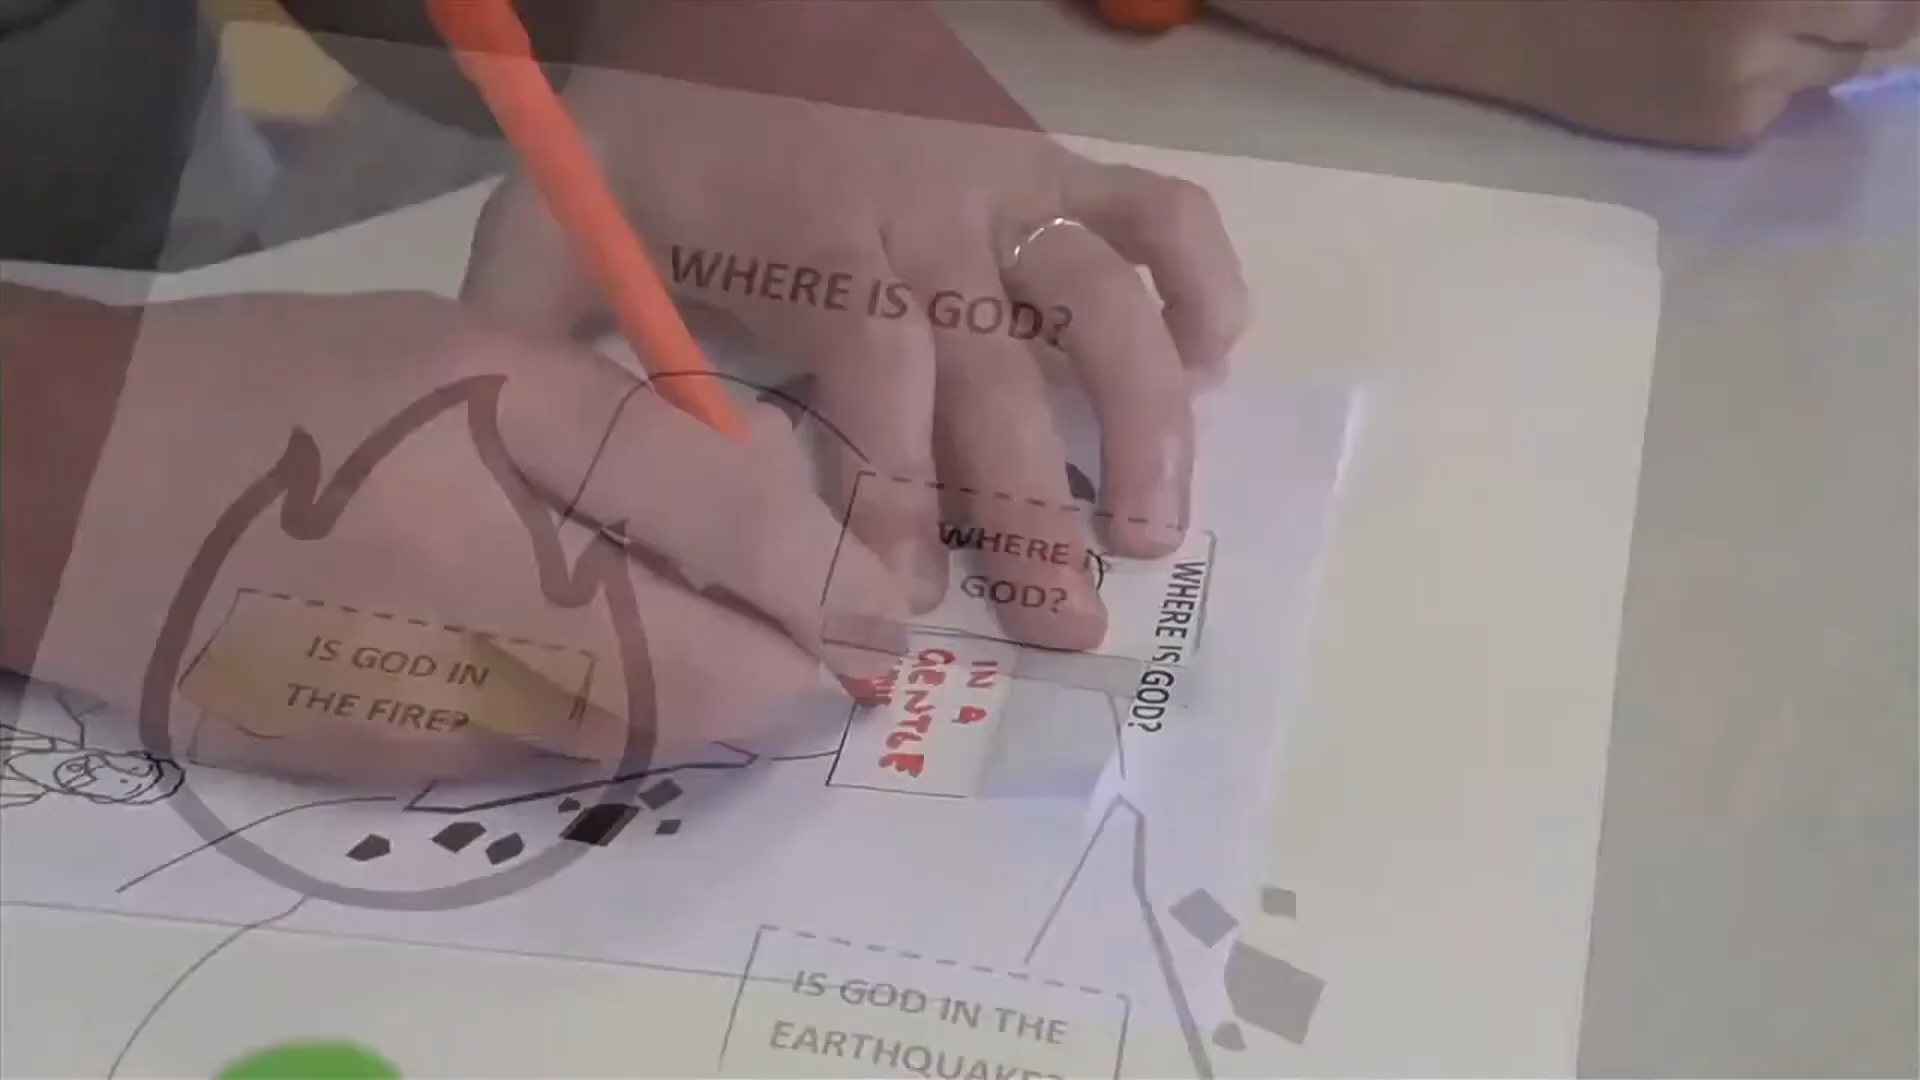 WHERE IS GOD?
WHERE IS
GOD?
IS GOD IN
THE FIRE?
IN
A
GENTLE
WHERE IS GOD?
IS GOD IN THE
EARTHQUAKE?